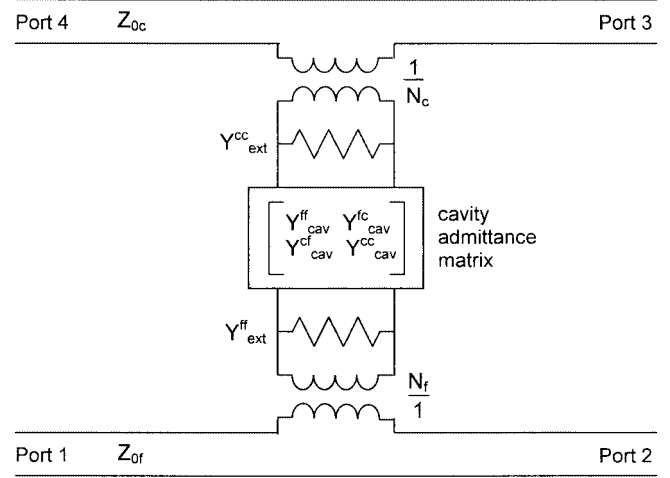 Port 4 Z0c Port 3
1
Nc
Ycc ext
Yff cav Yfc cav
Ycf cav Ycc cav
cavity
admittance
matrix
Yff ext
Nf
1
Port 1 Z0f Port 2